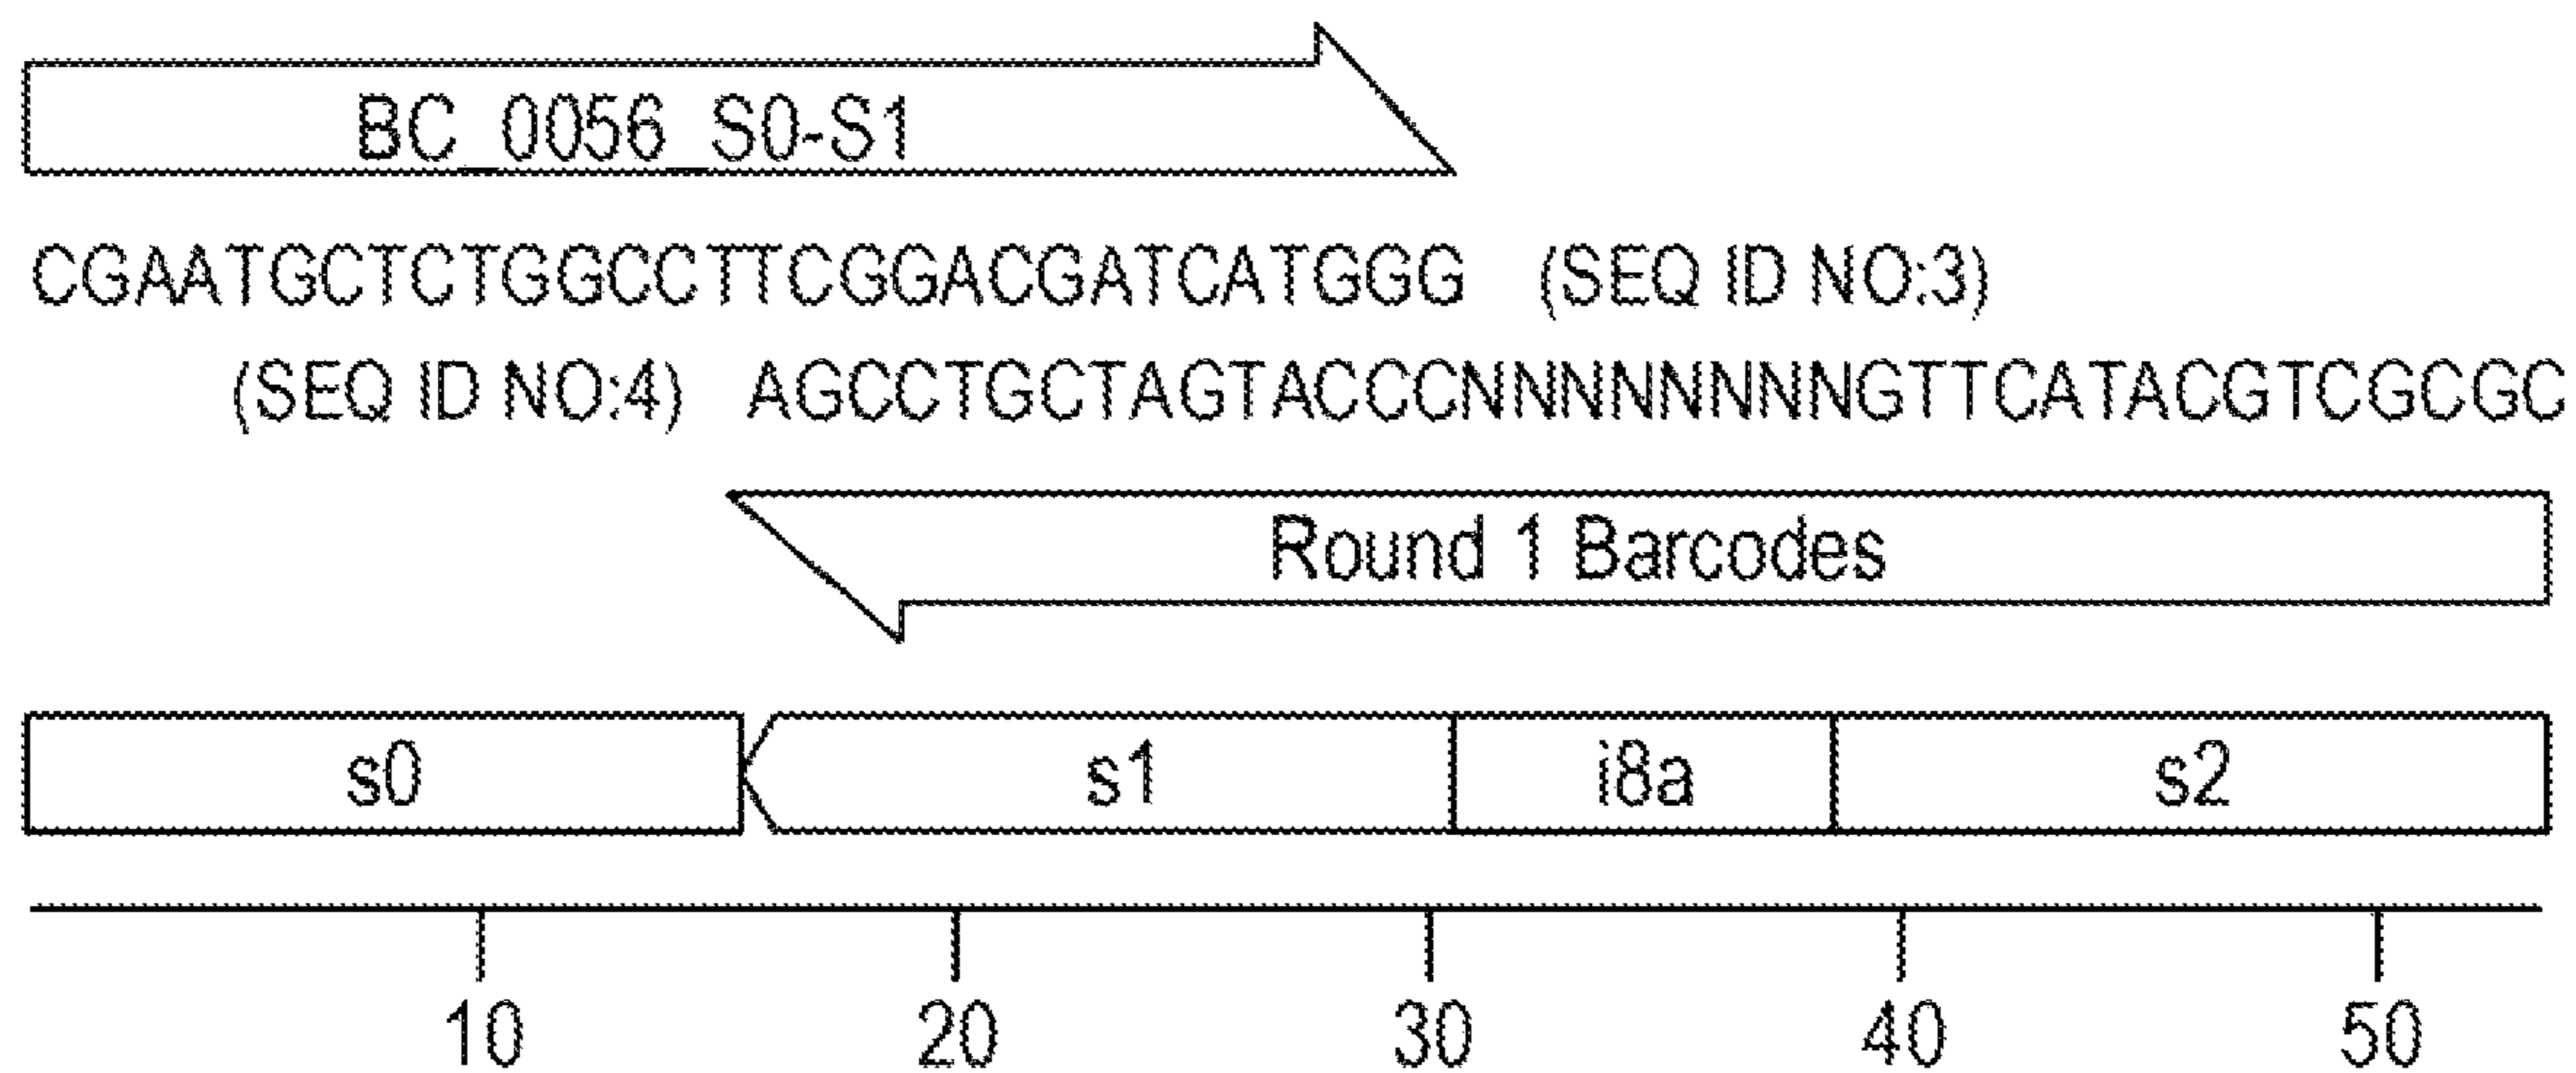 BC_0056_S0-S1
CGAATGCTCTGGCCTTCGGACGATCATGGG (SEQ ID NO:3)
(SEQ ID NO:4) AGCCTGCTAGTACCCNNNNNNNNGTTCATACGTCGCGC
Round 1 Barcodes
s0 s1 i8a s2
10 20 30 40 50